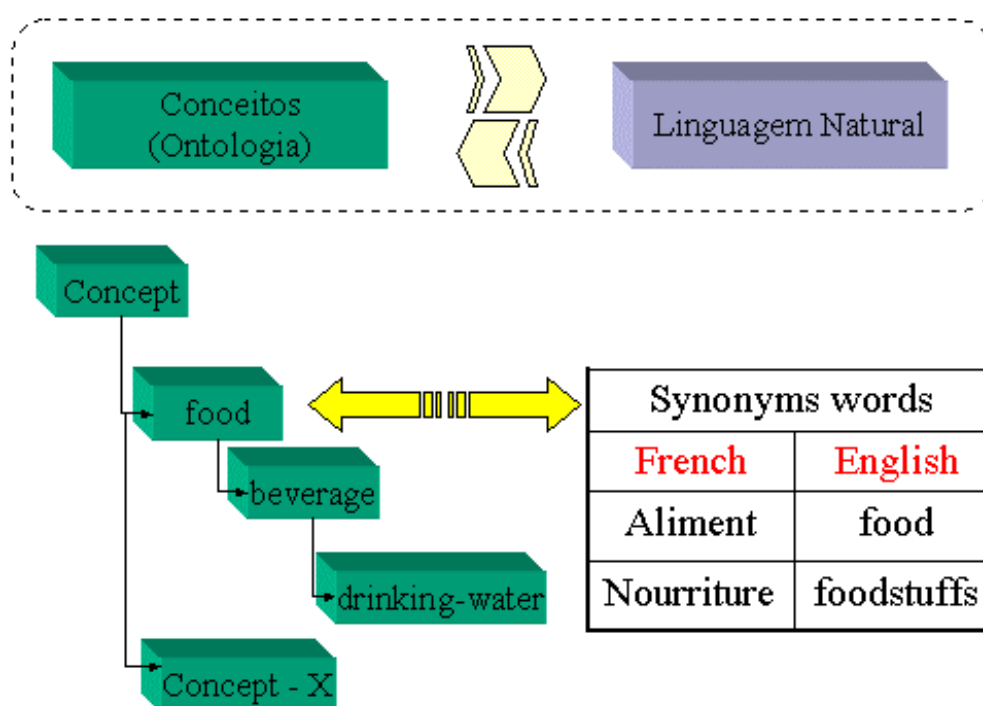 Conceitos
(Ontologia)
Linguagem Natural
Concept
food
beverage
drinking-water
Concept - X
Synonyms words
French English
Aliment food
Nourriture foodstuffs